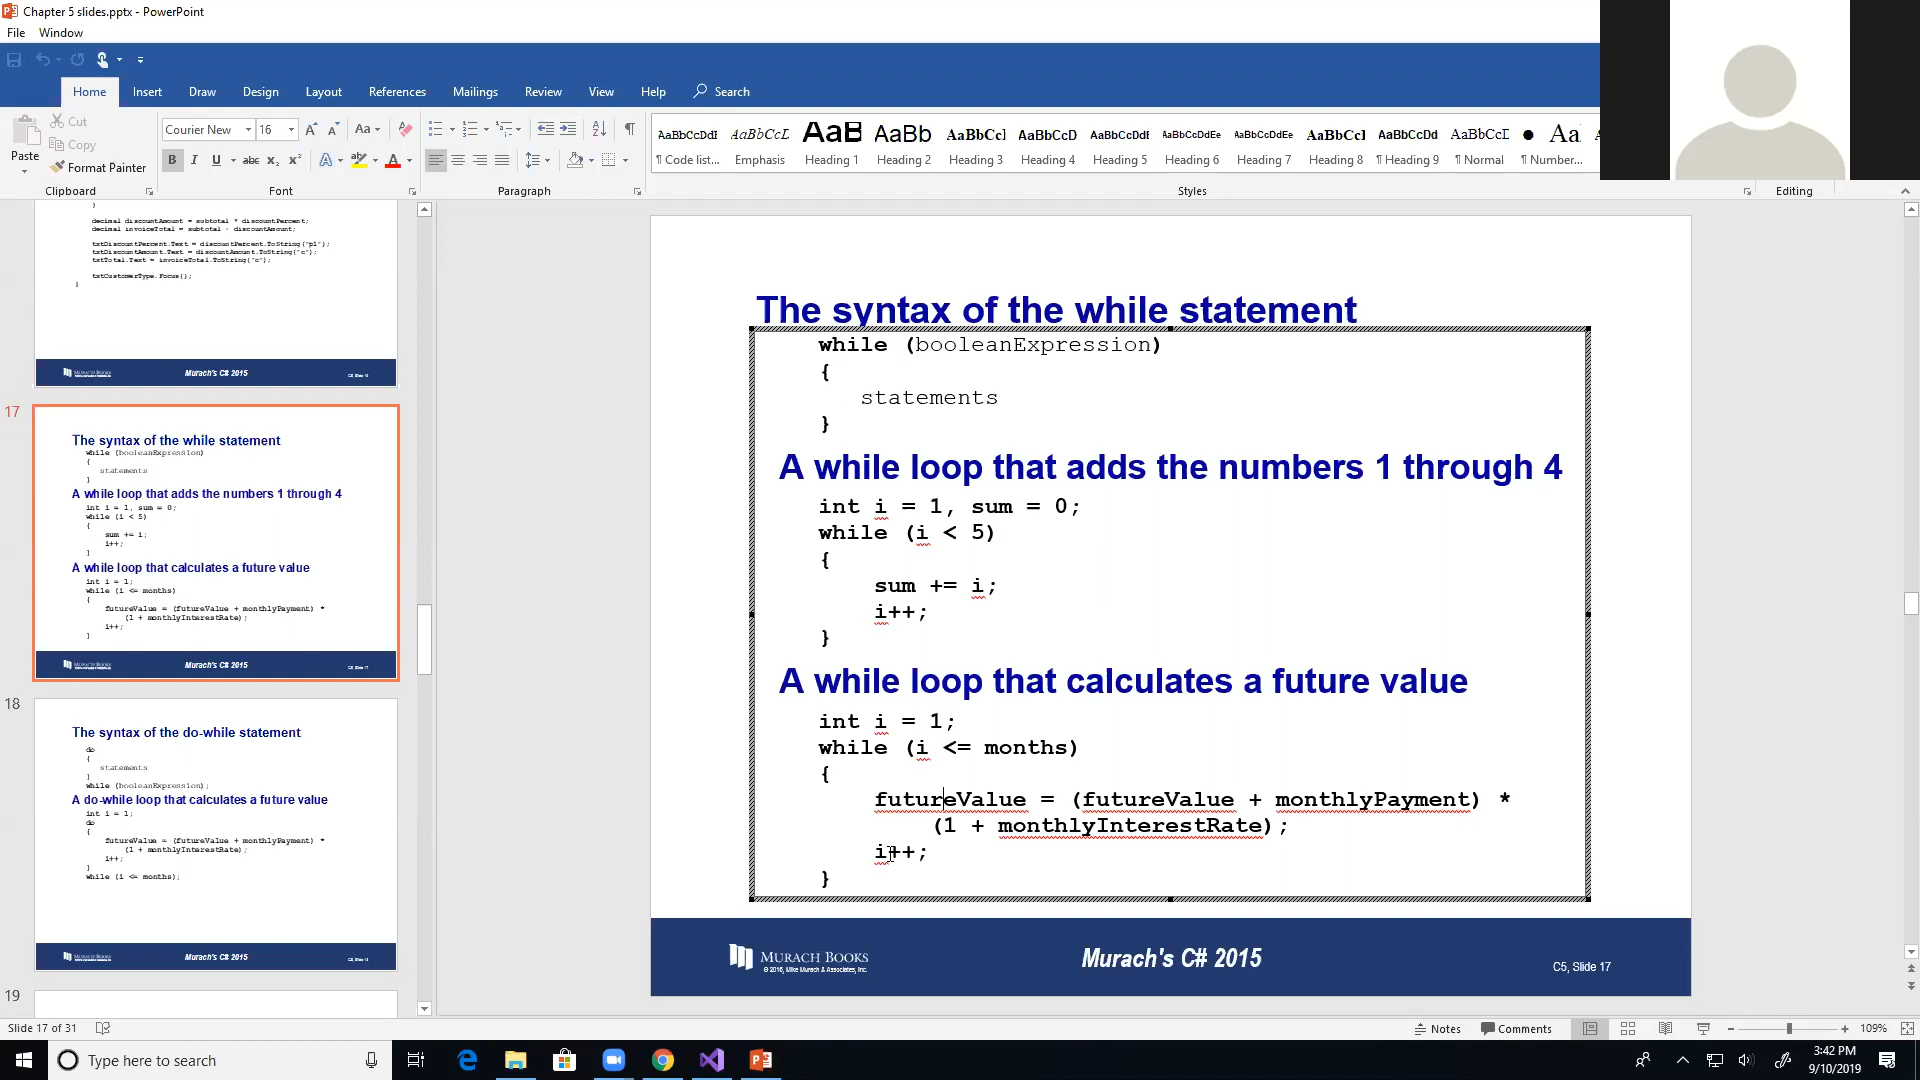 Chapter 5 slides.pptx - PowerPoint
File Window
Home Insert Draw Design Layout References Mailings Review View Help Search
Paste
Cut
Copy
Format Painter
Clipboard
Courier New 16
Font
Paragraph
AaBbCcDdI AaBbCcL AaB AaBb AaBbCcI AaBbCcD AaBbCcDdI AaBbCcDdEe AaBbCcDdEe AaBbCcI AaBbCcDd AaBbCcI Aa
¶ Code list... Emphasis Heading 1 Heading 2 Heading 3 Heading 4 Heading 5 Heading 6 Heading 7 Heading 8 ¶ Heading 9 ¶ Normal ¶ Number...
Styles
Editing
}
decimal discountAmount = subtotal * discountPercent;
decimal invoiceTotal = subtotal - discountAmount;
txtDiscountPercent.Text = discountPercent.ToString("p1");
txtDiscountAmount.Text = discountAmount.ToString("c");
txtTotal.Text = invoiceTotal.ToString("c");
txtCustomerType.Focus();
}
Murach's C# 2015
17
The syntax of the while statement
while (booleanExpression)
{
statements
}
A while loop that adds the numbers 1 through 4
int i = 1, sum = 0;
while (i < 5)
{
sum += i;
i++;
}
A while loop that calculates a future value
int i = 1;
while (i <= months)
{
futureValue = (futureValue + monthlyPayment) *
(1 + monthlyInterestRate);
i++;
}
Murach's C# 2015
18
The syntax of the do-while statement
do
{
statements
}
while (booleanExpression);
A do-while loop that calculates a future value
int i = 1;
do
{
futureValue = (futureValue + monthlyPayment) *
(1 + monthlyInterestRate);
i++;
}
while (i <= months);
Murach's C# 2015
19
The syntax of the while statement
while (booleanExpression)
{
statements
}
A while loop that adds the numbers 1 through 4
int i = 1, sum = 0;
while (i < 5)
{
sum += i;
i++;
}
A while loop that calculates a future value
int i = 1;
while (i <= months)
{
futureValue = (futureValue + monthlyPayment) *
(1 + monthlyInterestRate);
i++;
}
MURACH BOOKS
© 2016, Mike Murach & Associates, Inc.
Murach's C# 2015
C5, Slide 17
Slide 17 of 31
Notes Comments 109%
Type here to search
3:42 PM
9/10/2019